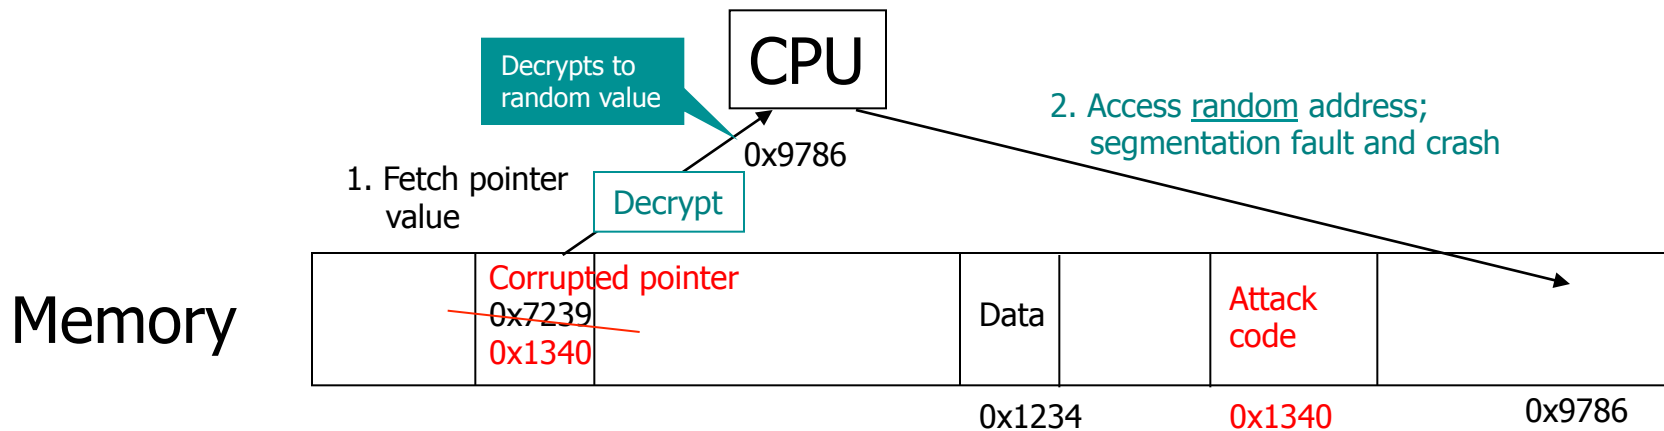 CPU
Decrypts to
random value
2. Access random address;
segmentation fault and crash
0x9786
1. Fetch pointer
value
Decrypt
Memory
Corrupted pointer
0x7239
0x1340
Data
Attack
code
0x1234
0x1340
0x9786